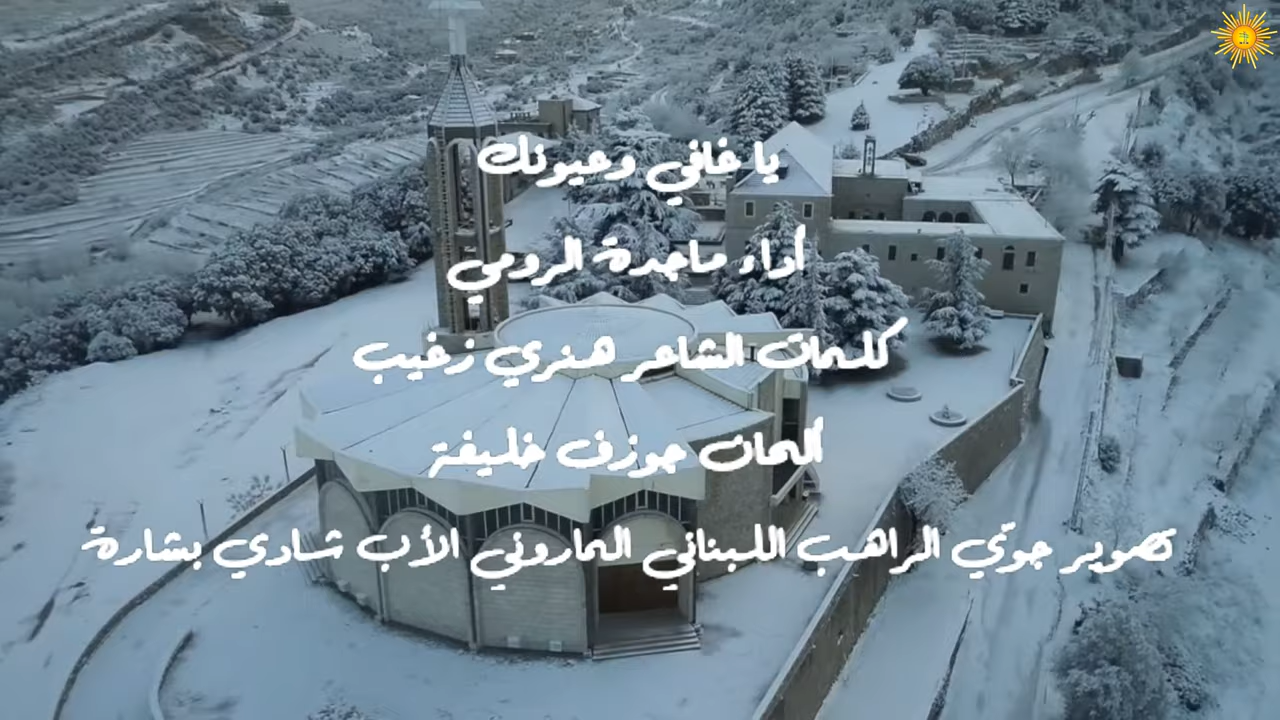 يا غافي وعيونك
أداء ماجدة الرومي
كلمات الشاعر هنري زغيب
ألحان جوزف خليفة
تصوير جوّي الراهب اللبناني الماروني الأب شادي بشارة